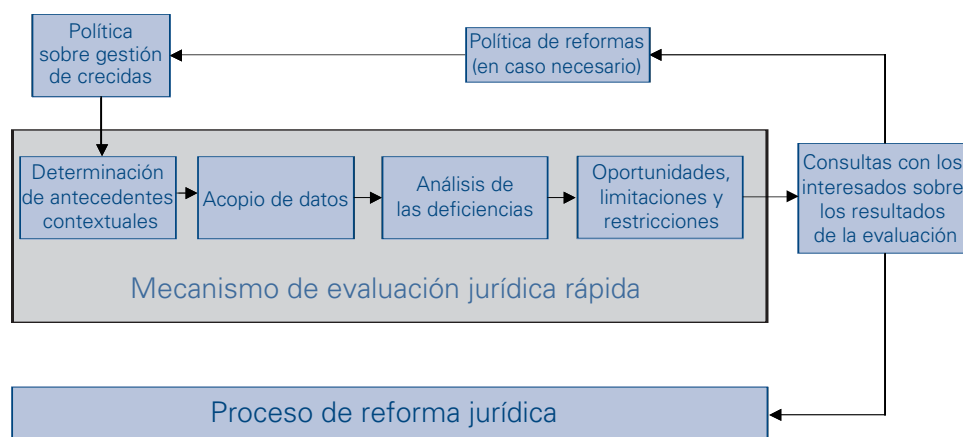 Política
sobre gestión
de crecidas
Política de reformas
(en caso necesario)
Determinación
de antecedentes
contextuales
Acopio de datos
Análisis de
las deficiencias
Oportunidades,
limitaciones y
restricciones
Consultas con los
interesados sobre
los resultados
de la evaluación
Mecanismo de evaluación jurídica rápida
Proceso de reforma jurídica